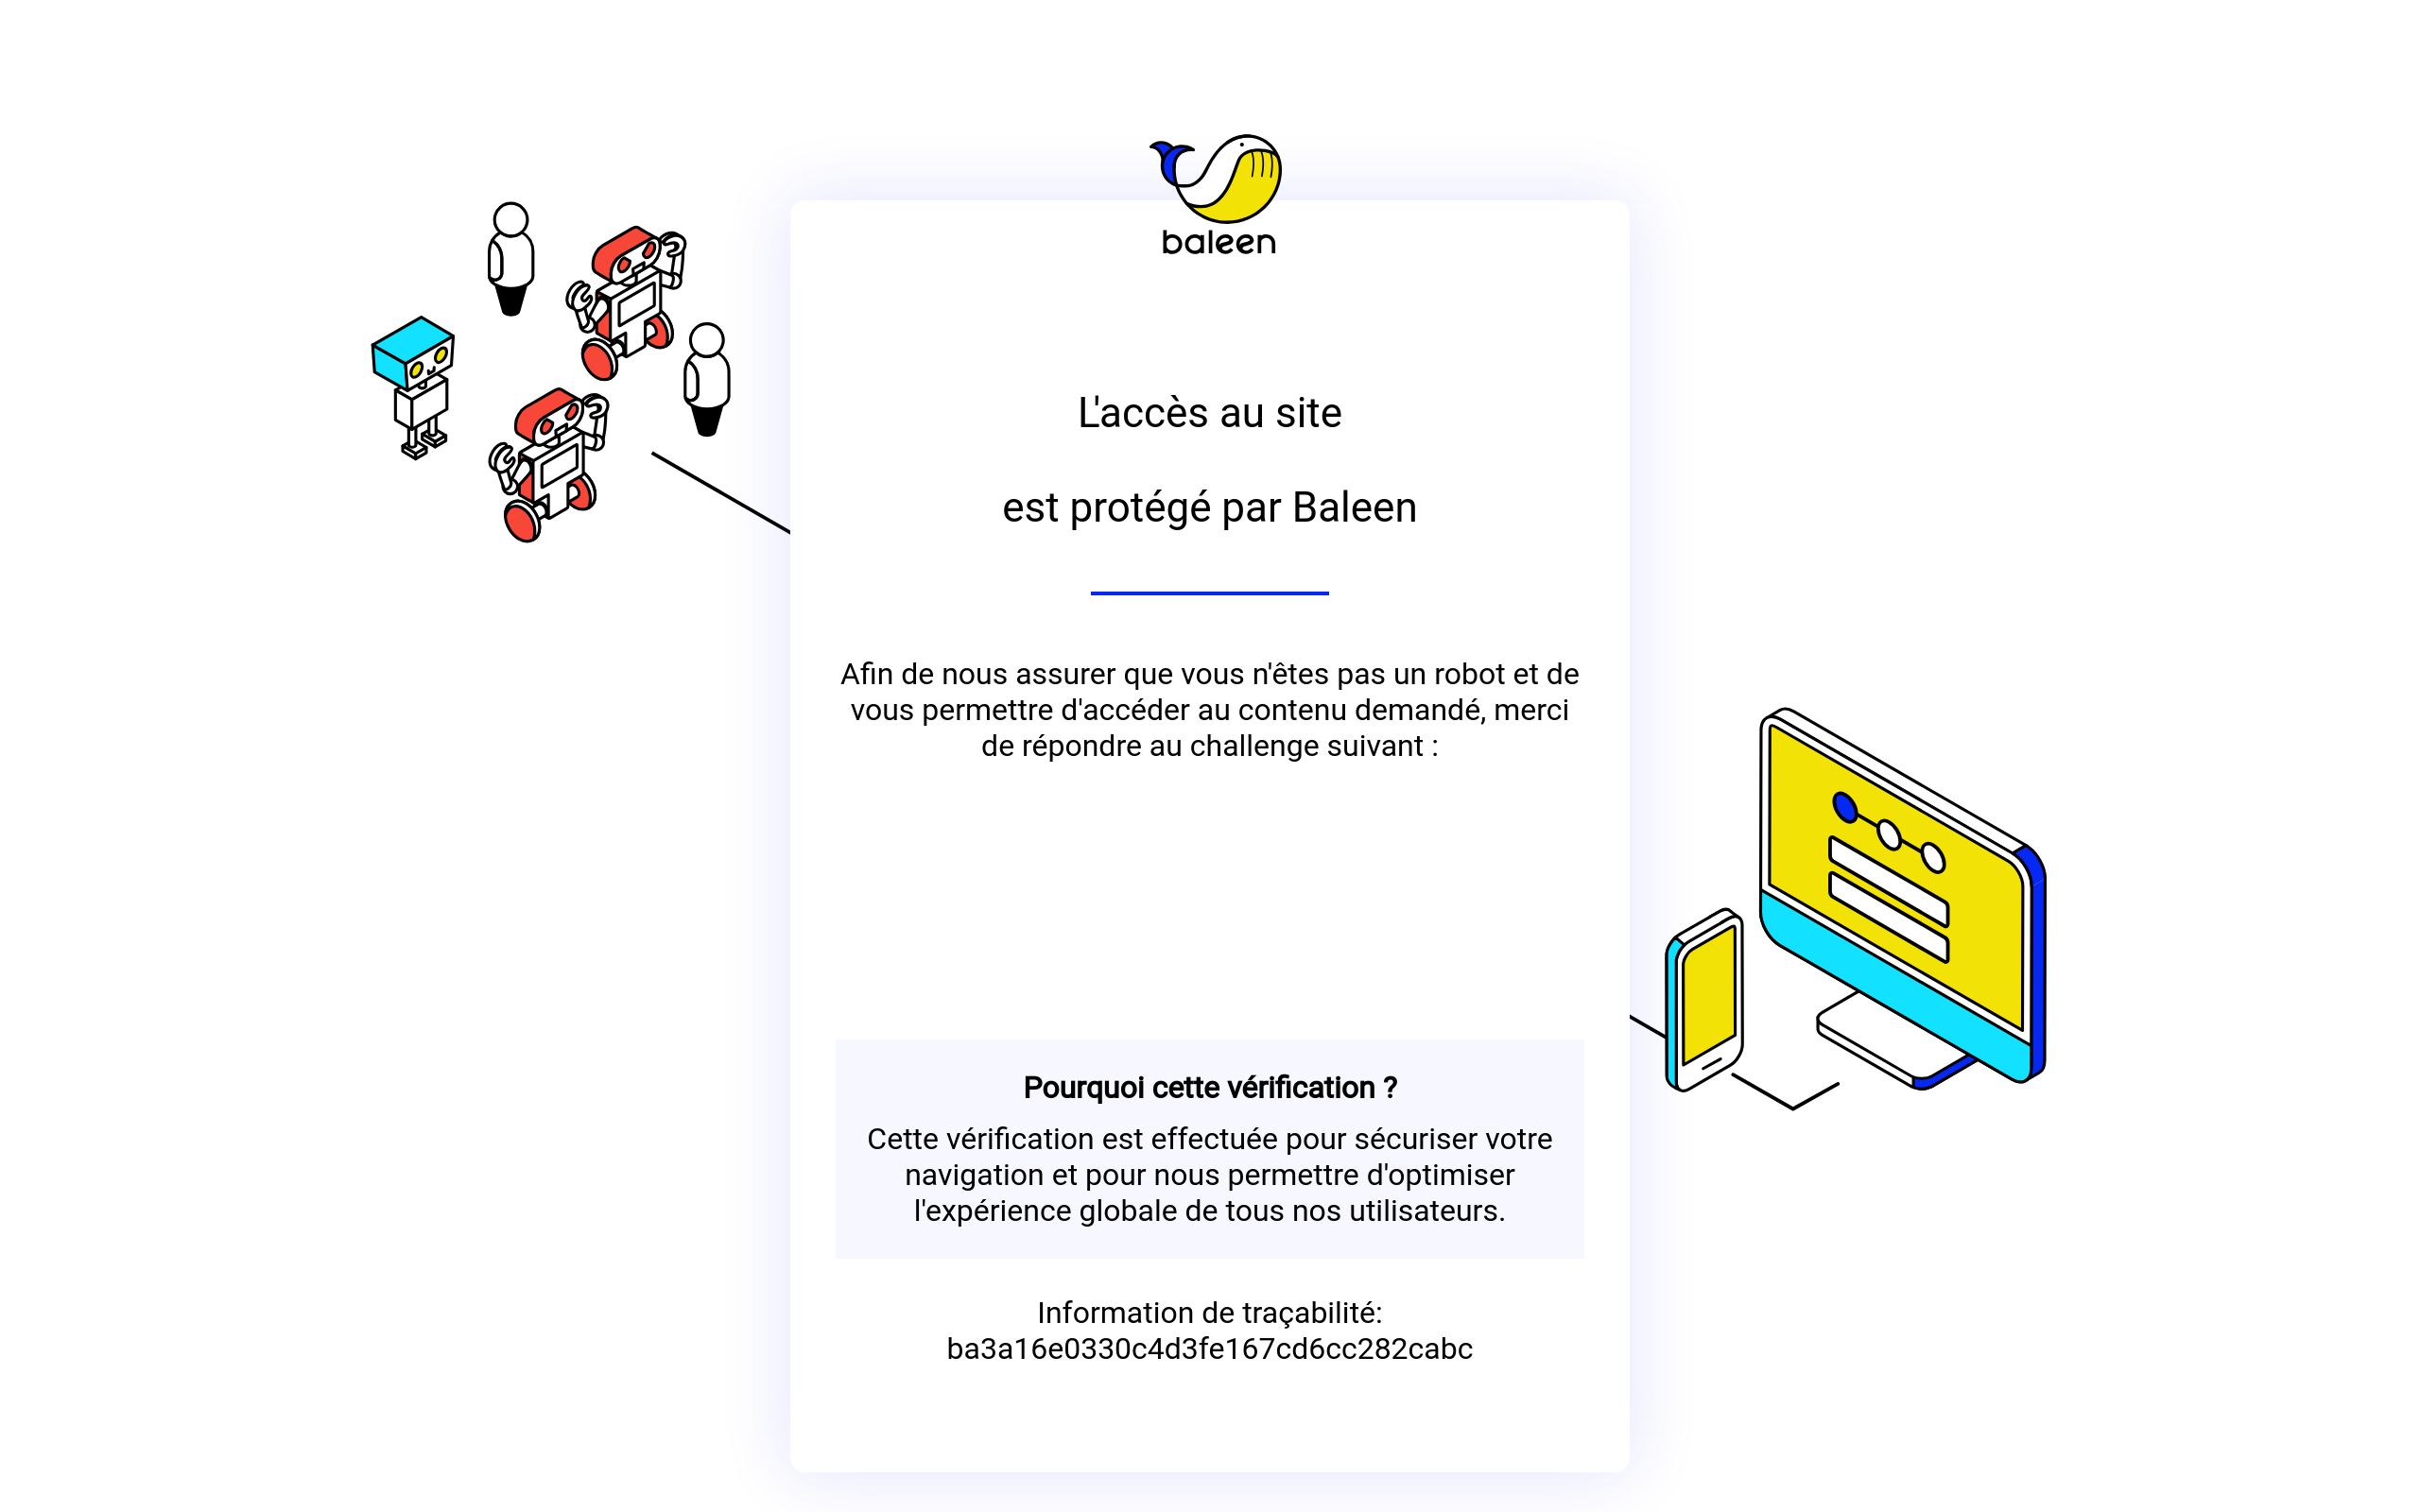 baleen
L'accès au site
est protégé par Baleen
Afin de nous assurer que vous n'êtes pas un robot et de
vous permettre d'accéder au contenu demandé, merci
de répondre au challenge suivant :
Pourquoi cette vérification ?
Cette vérification est effectuée pour sécuriser votre
navigation et pour nous permettre d'optimiser
l'expérience globale de tous nos utilisateurs.
Information de traçabilité:
ba3a16e0330c4d3fe167cd6cc282cabc